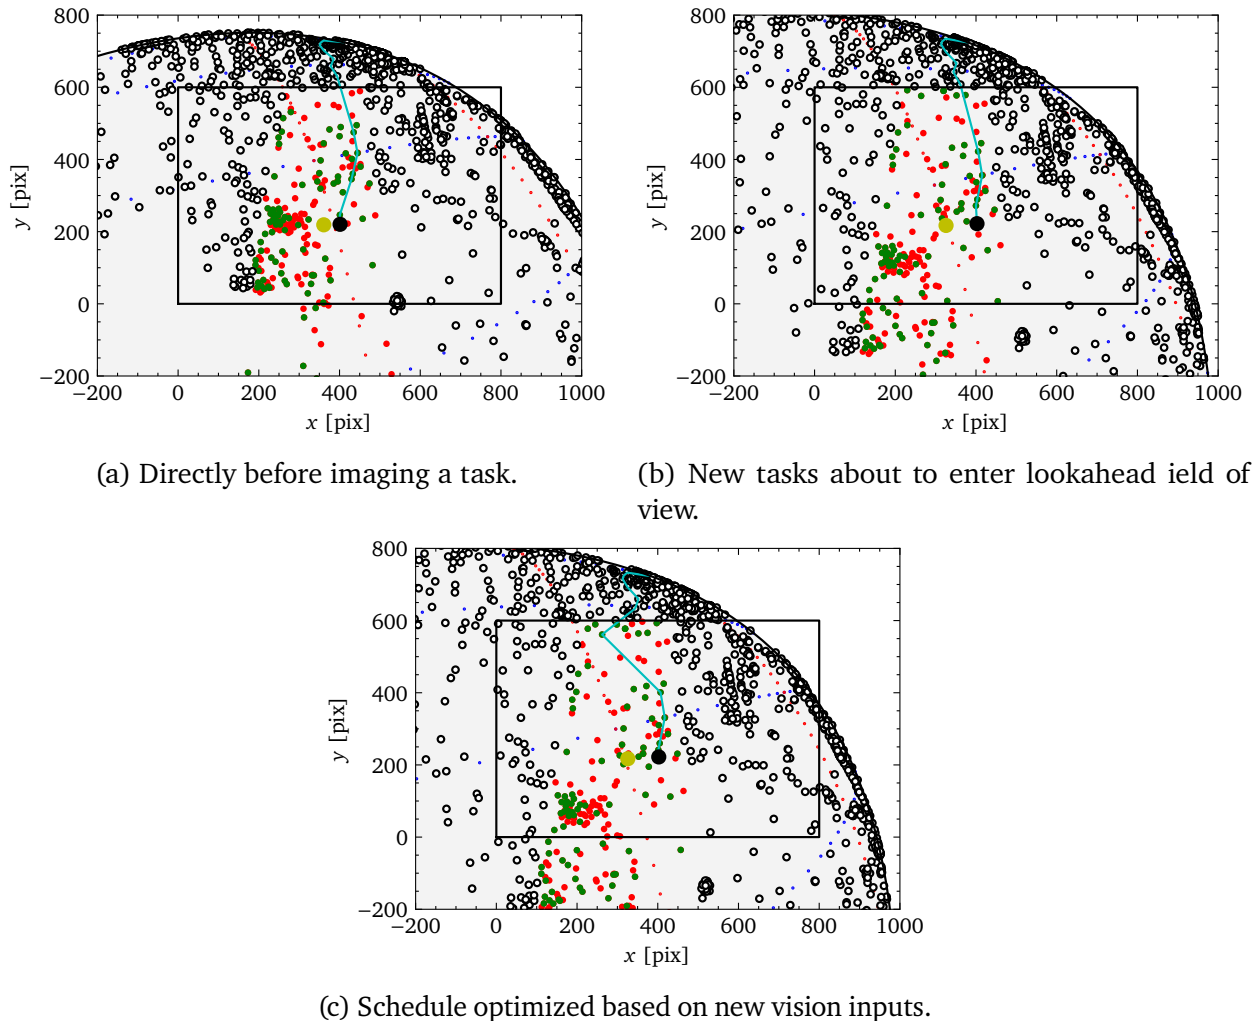 800
600
400
200
0
−200
−200 0 200 400 600 800 1000
x [pix]
y [pix]
800
600
400
200
0
−200
−200 0 200 400 600 800 1000
x [pix]
y [pix]
(a) Directly before imaging a task.
(b) New tasks about to enter lookahead ield of
view.
800
600
400
200
0
−200
−200 0 200 400 600 800 1000
x [pix]
y [pix]
(c) Schedule optimized based on new vision inputs.